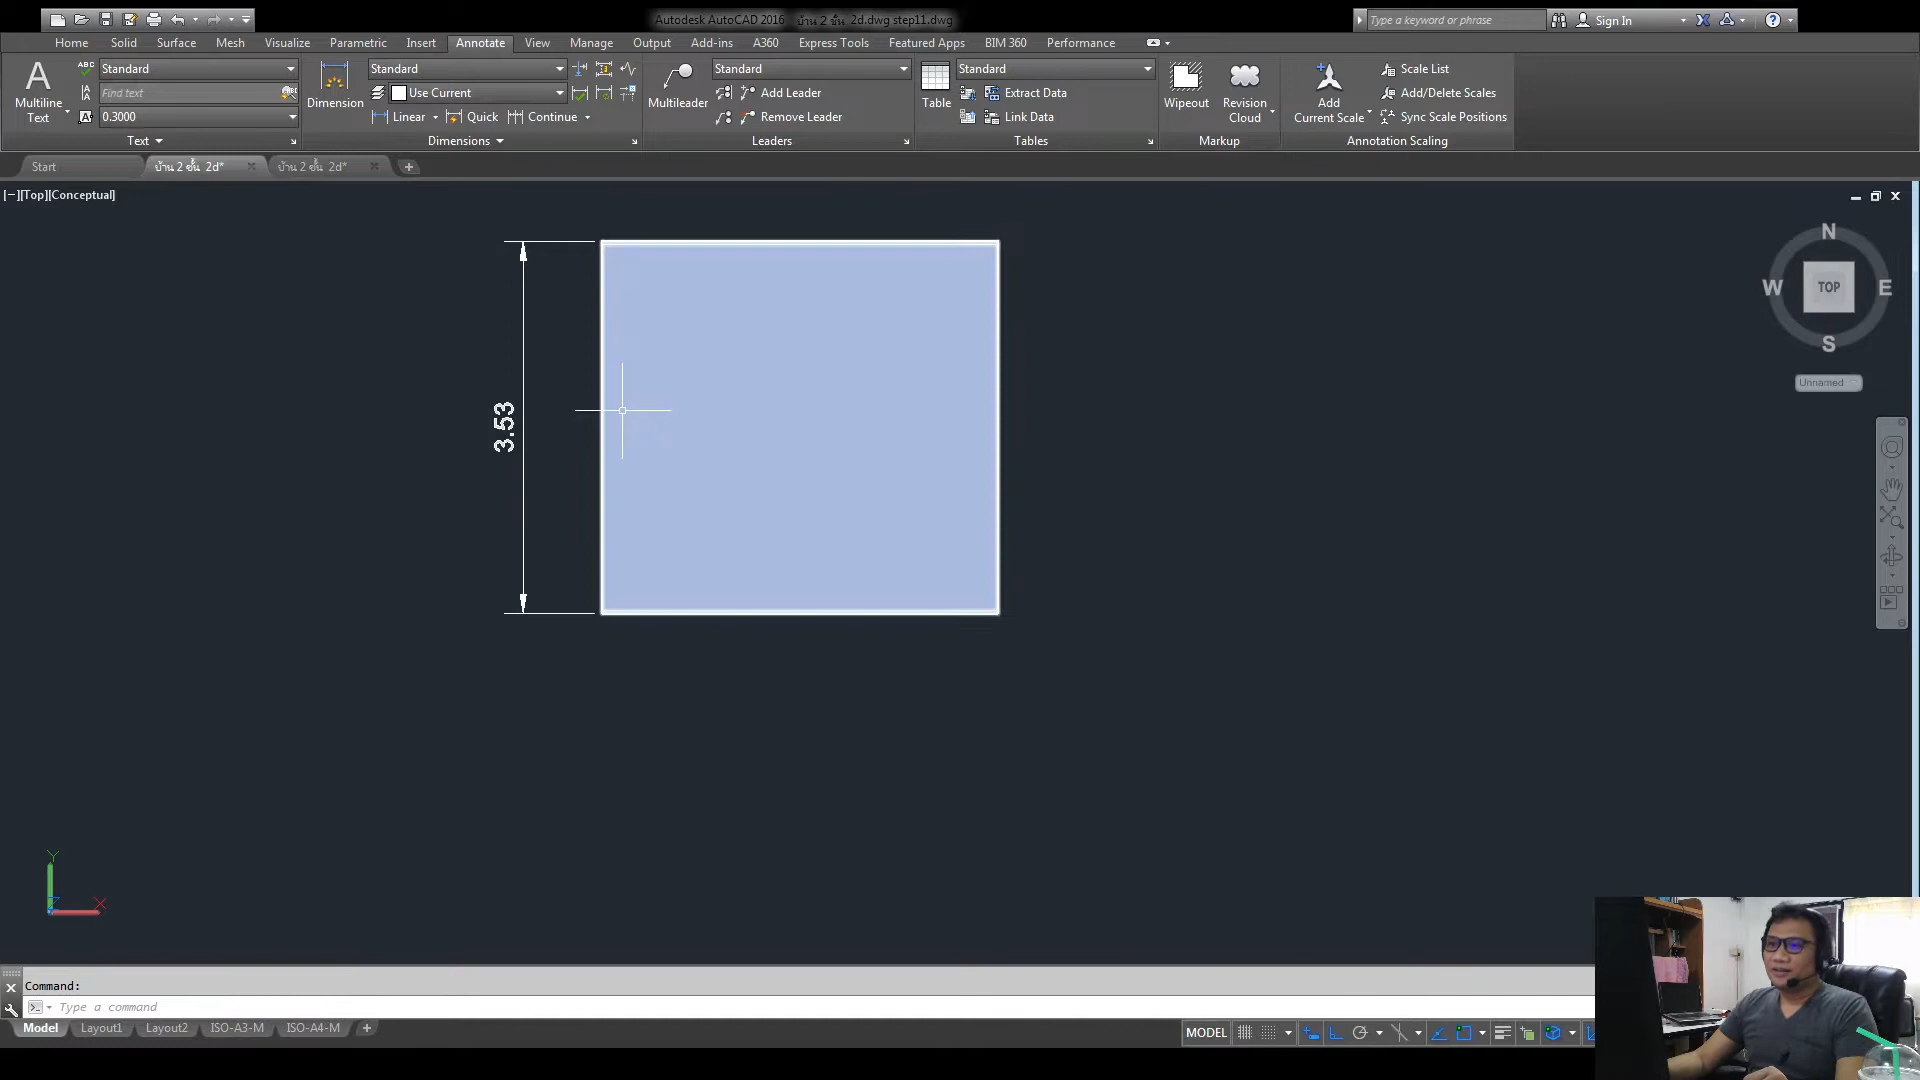 Autodesk AutoCAD 2016 บ้าน 2 ชั้น 2d.dwg step11.dwg
Type a keyword or phrase
Sign In
Home Solid Surface Mesh Visualize Parametric Insert Annotate View Manage Output Add-ins A360 Express Tools Featured Apps BIM 360 Performance
Multiline Text
ABC Standard
Find text
0.3000
Text
Dimension
Standard
Use Current
Linear Quick Continue
Dimensions
Multileader
Standard
Add Leader
Remove Leader
Leaders
Table
Standard
Extract Data
Link Data
Tables
Wipeout
Revision Cloud
Markup
Add Current Scale
Scale List
Add/Delete Scales
Sync Scale Positions
Annotation Scaling
Start บ้าน 2 ชั้น 2d* บ้าน 2 ชั้น 2d*
[−][Top][Conceptual]
N
W TOP E
S
Unnamed
3.53
Y
X
Command:
Type a command
Model Layout1 Layout2 ISO-A3-M ISO-A4-M
MODEL